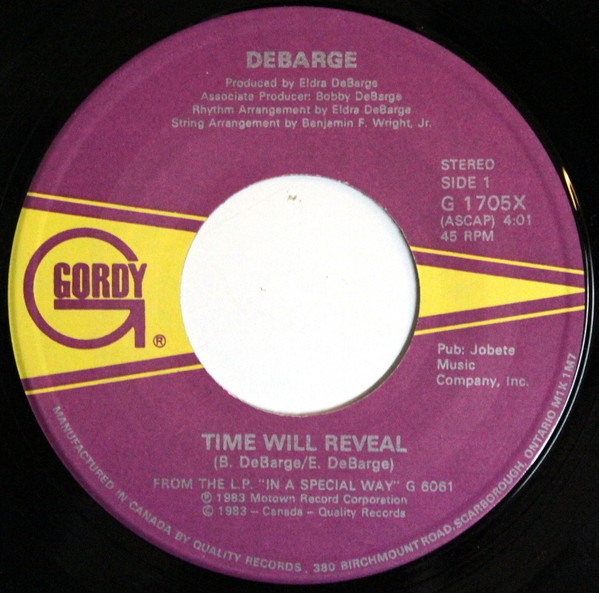 DEBARGE
Produced by Eldra DeBarge
Associate Producer: Bobby DeBarge
Rhythm Arrangement by Eldra DeBarge
String Arrangement by Benjamin F. Wright, Jr.
STEREO
SIDE 1
G 1705X
(ASCAP) 4:01
45 RPM
GORDY
G®
Pub: Jobete
Music
Company, Inc.
TIME WILL REVEAL
(B. DeBarge/E. DeBarge)
FROM THE L.P. "IN A SPECIAL WAY" G 6061
℗ 1983 Motown Record Corporation
© 1983 – Canada – Quality Records
MANUFACTURED IN CANADA BY QUALITY RECORDS, 380 BIRCHMOUNT ROAD, SCARBOROUGH, ONTARIO M1K 1M7